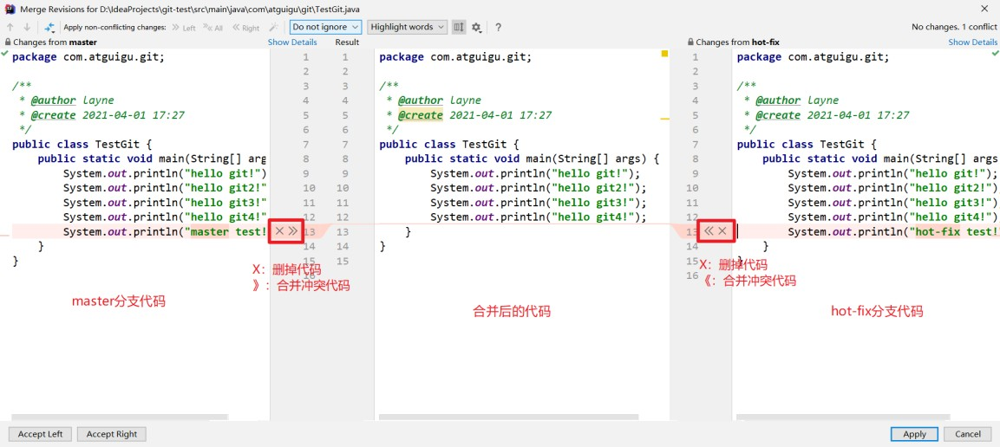 Merge Revisions for D:\IdeaProjects\git-test\src\main\java\com\atguigu\git\TestGit.java
Apply non-conflicting changes: Left All Right Do not ignore Highlight words ? No changes. 1 conflict
Changes from master Show Details Result Changes from hot-fix Show Details
package com.atguigu.git;
/**
* @author layne
* @create 2021-04-01 17:27
*/
public class TestGit {
public static void main(String[] arg
System.out.println("hello git!")
System.out.println("hello git2!"
System.out.println("hello git3!"
System.out.println("hello git4!"
System.out.println("master test!
}
}
master分支代码
1 1
2 2
3 3
4 4
5 5
6 6
7 7
8 8
9 9
10 10
11 11
12 12
13 13
14 14
15 15
16
X：删掉代码
》：合并冲突代码
package com.atguigu.git;
/**
* @author layne
* @create 2021-04-01 17:27
*/
public class TestGit {
public static void main(String[] args) {
System.out.println("hello git!");
System.out.println("hello git2!");
System.out.println("hello git3!");
System.out.println("hello git4!");
}
}
合并后的代码
1
2
3
4
5
6
7
8
9
10
11
12
13
14
15
16
X：删掉代码
《：合并冲突代码
package com.atguigu.git;
/**
* @author layne
* @create 2021-04-01 17:27
*/
public class TestGit {
public static void main(String[] args
System.out.println("hello git!");
System.out.println("hello git2!")
System.out.println("hello git3!")
System.out.println("hello git4!")
System.out.println("hot-fix test!
}
}
hot-fix分支代码
Accept Left Accept Right Apply Cancel